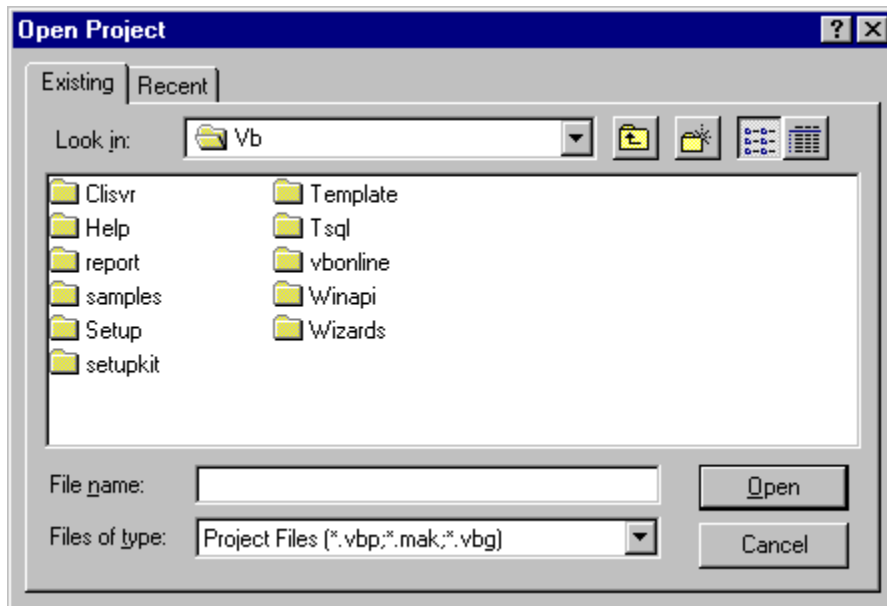 Open Project
Existing Recent
Look in: Vb
Clisvr Template
Help Tsql
report vbonline
samples Winapi
Setup Wizards
setupkit
File name: Open
Files of type: Project Files (*.vbp;*.mak;*.vbg) Cancel